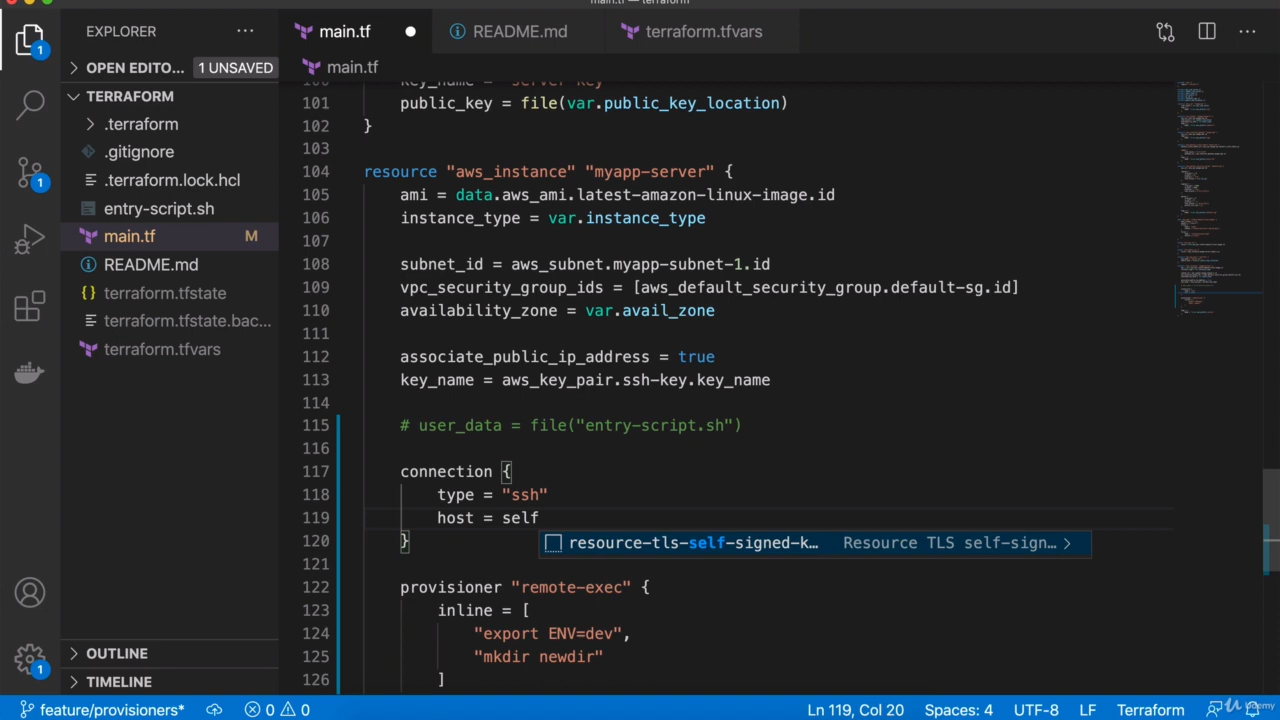 main.tf — terraform
EXPLORER
main.tf
README.md
terraform.tfvars
OPEN EDITO... 1 UNSAVED
main.tf
TERRAFORM
.terraform
.gitignore
.terraform.lock.hcl
entry-script.sh
main.tf M
README.md
terraform.tfstate
terraform.tfstate.bac...
terraform.tfvars
OUTLINE
TIMELINE
1
1
1
101 public_key = file(var.public_key_location)
102 }
103
104 resource "aws_instance" "myapp-server" {
105 ami = data.aws_ami.latest-amazon-linux-image.id
106 instance_type = var.instance_type
107
108 subnet_id = aws_subnet.myapp-subnet-1.id
109 vpc_security_group_ids = [aws_default_security_group.default-sg.id]
110 availability_zone = var.avail_zone
111
112 associate_public_ip_address = true
113 key_name = aws_key_pair.ssh-key.key_name
114
115 # user_data = file("entry-script.sh")
116
117 connection {
118 type = "ssh"
119 host = self
120 }
resource-tls-self-signed-k... Resource TLS self-sign...
121
122 provisioner "remote-exec" {
123 inline = [
124 "export ENV=dev",
125 "mkdir newdir"
126 ]
feature/provisioners* 0 0 Ln 119, Col 20 Spaces: 4 UTF-8 LF Terraform
Udemy